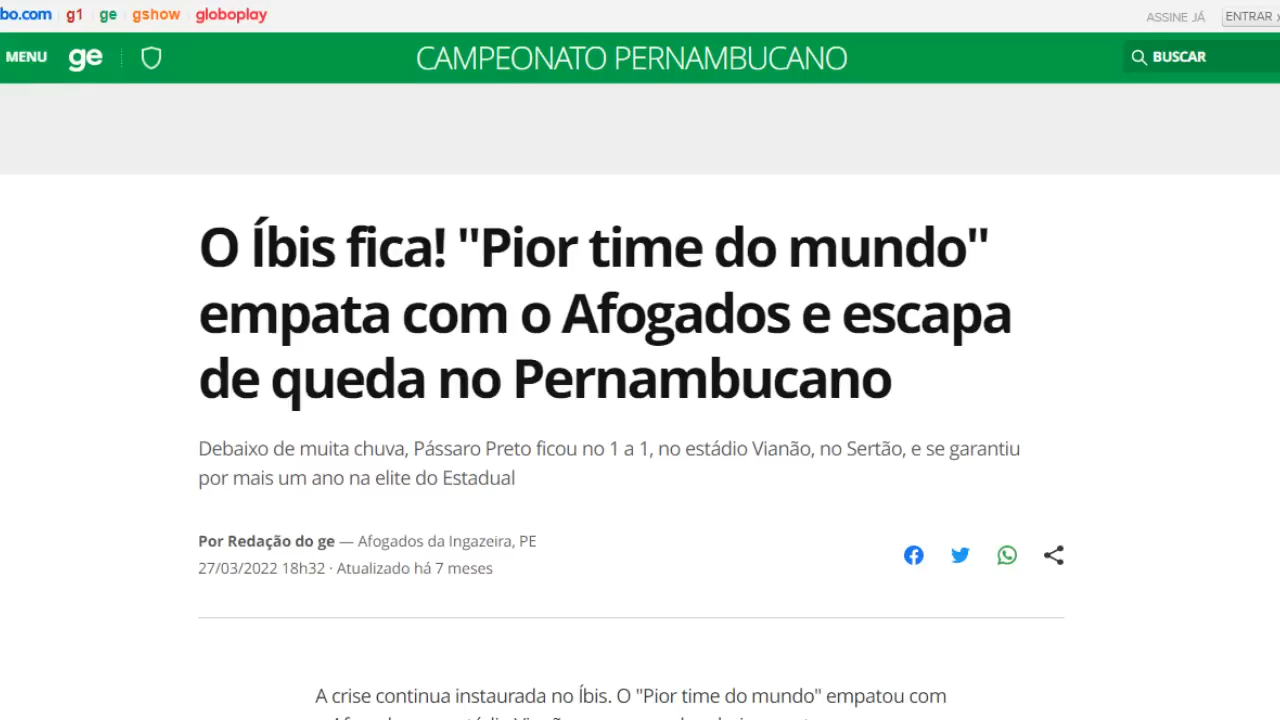 bo.com g1 ge gshow globoplay ASSINE JÁ ENTRAR
MENU ge CAMPEONATO PERNAMBUCANO BUSCAR
O Íbis fica! "Pior time do mundo"
empata com o Afogados e escapa
de queda no Pernambucano
Debaixo de muita chuva, Pássaro Preto ficou no 1 a 1, no estádio Vianão, no Sertão, e se garantiu
por mais um ano na elite do Estadual
Por Redação do ge — Afogados da Ingazeira, PE
27/03/2022 18h32 · Atualizado há 7 meses
A crise continua instaurada no Íbis. O "Pior time do mundo" empatou com